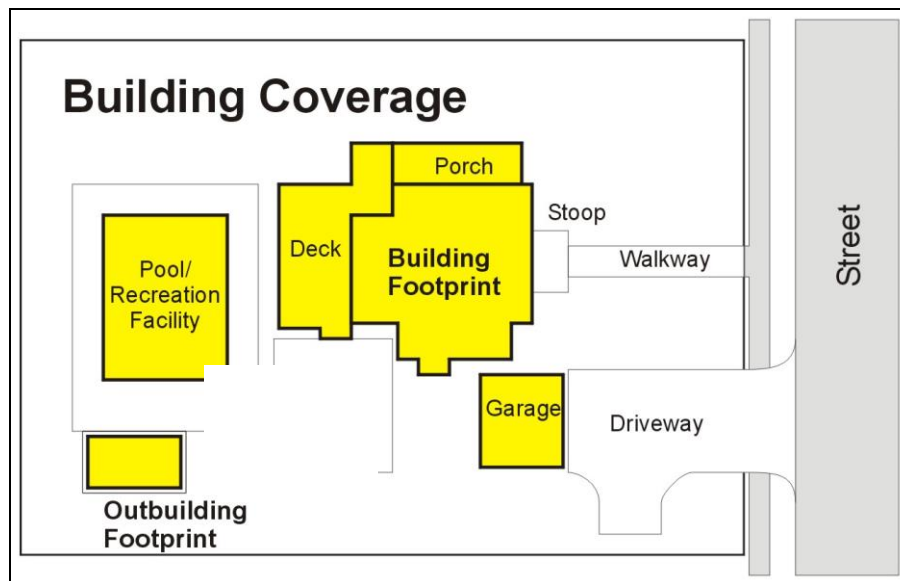 Building Coverage
Porch
Stoop
Deck
Building
Footprint
Walkway
Street
Pool/
Recreation
Facility
Garage
Driveway
Outbuilding
Footprint